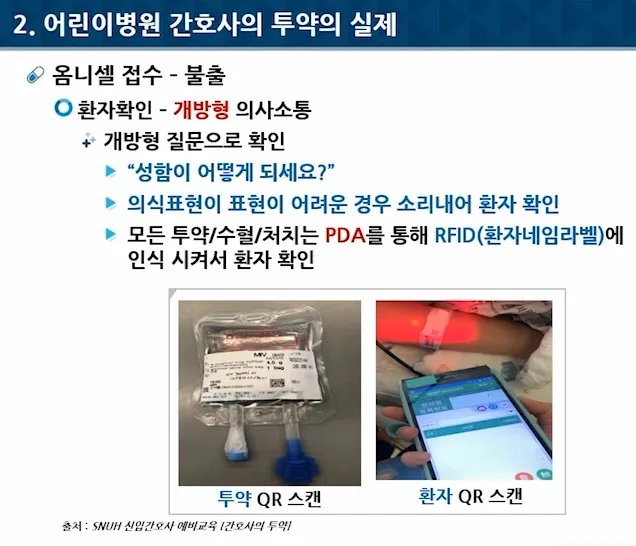 2. 어린이병원 간호사의 투약의 실제
옴니셀 접수 - 불출
환자확인 - 개방형 의사소통
개방형 질문으로 확인
“성함이 어떻게 되세요?”
의식표현이 표현이 어려운 경우 소리내어 환자 확인
모든 투약/수혈/처치는 PDA를 통해 RFID(환자네임라벨)에
인식 시켜서 환자 확인
MIV
4.5 g
1 bag
투약 QR 스캔
환자 QR 스캔
출처 : SNUH 신입간호사 예비교육 [간호사의 투약]